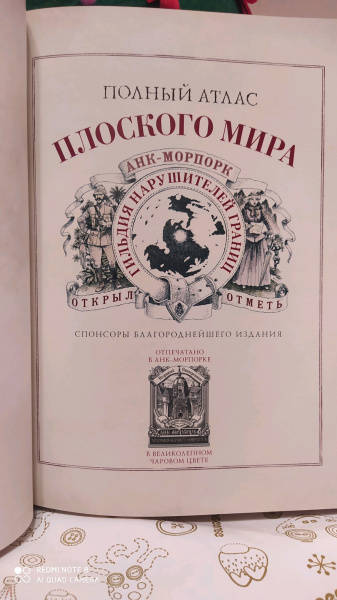 ПОЛНЫЙ АТЛАС
ПЛОСКОГО МИРА
АНК-МОРПОРК
ГИЛЬДИЯ НАРУШИТЕЛЕЙ ГРАНИЦ
ОТКРЫЛ
ОТМЕТЬ
СПОНСОРЫ БЛАГОРОДНЕЙШЕГО ИЗДАНИЯ
ОТПЕЧАТАНО
В АНК-МОРПОРКЕ
В ВЕЛИКОЛЕПНОМ
ЧАРОВОМ ЦВЕТЕ
REDMI NOTE 8
AI QUAD CAMERA